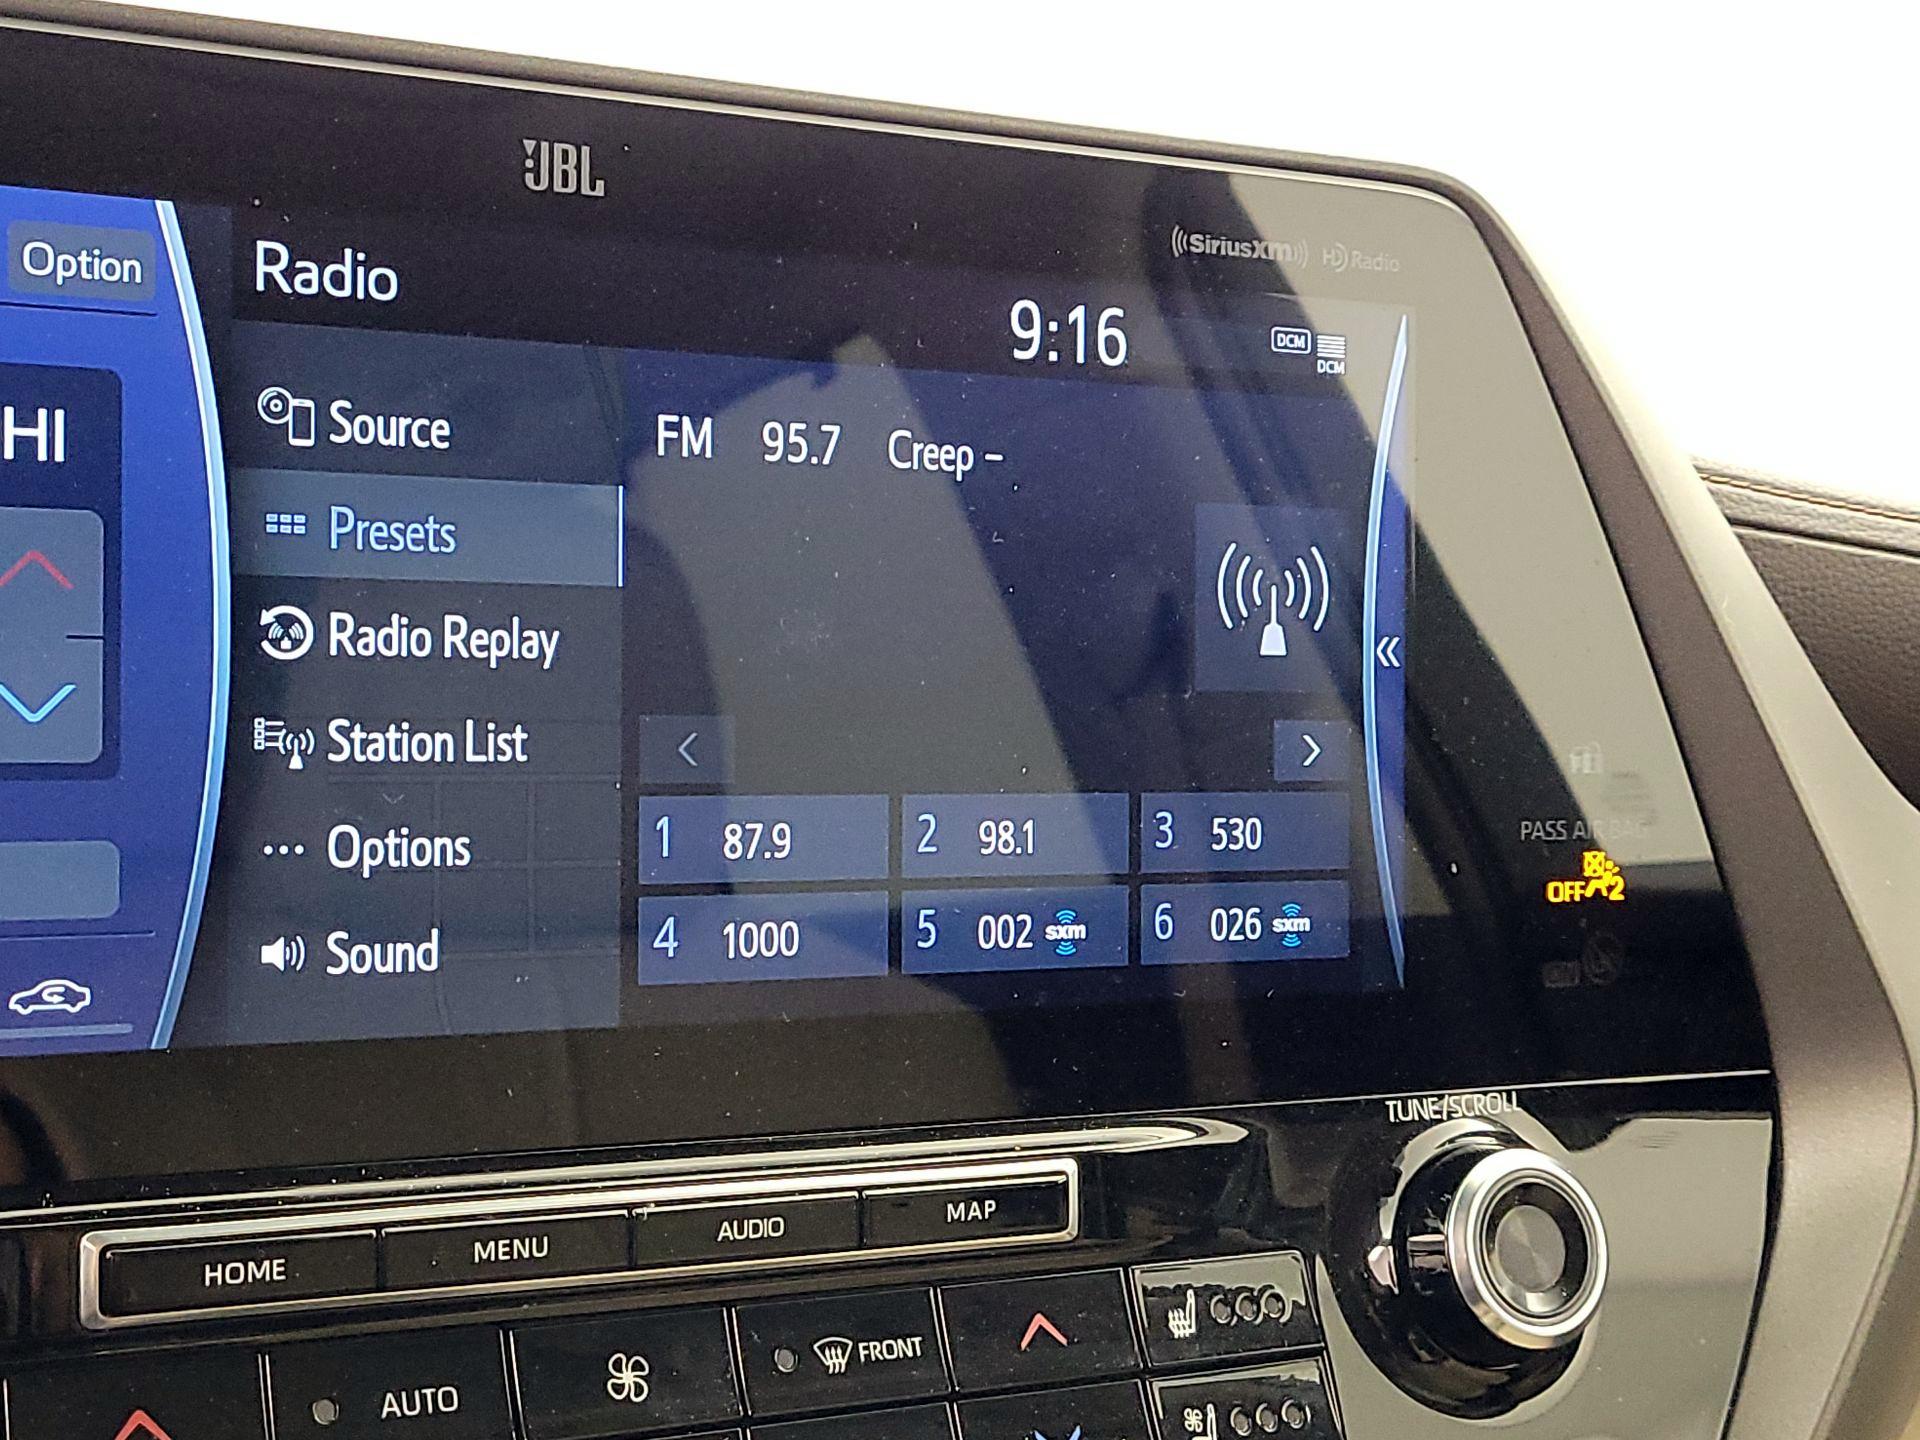 JBL
((SiriusXM)) HD Radio
Option
Radio
9:16
DCM
DCM
HI
Source
FM 95.7 Creep -
Presets
Radio Replay
«
Station List
< >
1 87.9 2 98.1 3 530
Options
4 1000 5 002 sxm 6 026 sxm
Sound
PASS AIR BAG
OFF 2
TUNE/SCROLL
HOME MENU AUDIO MAP
AUTO FRONT